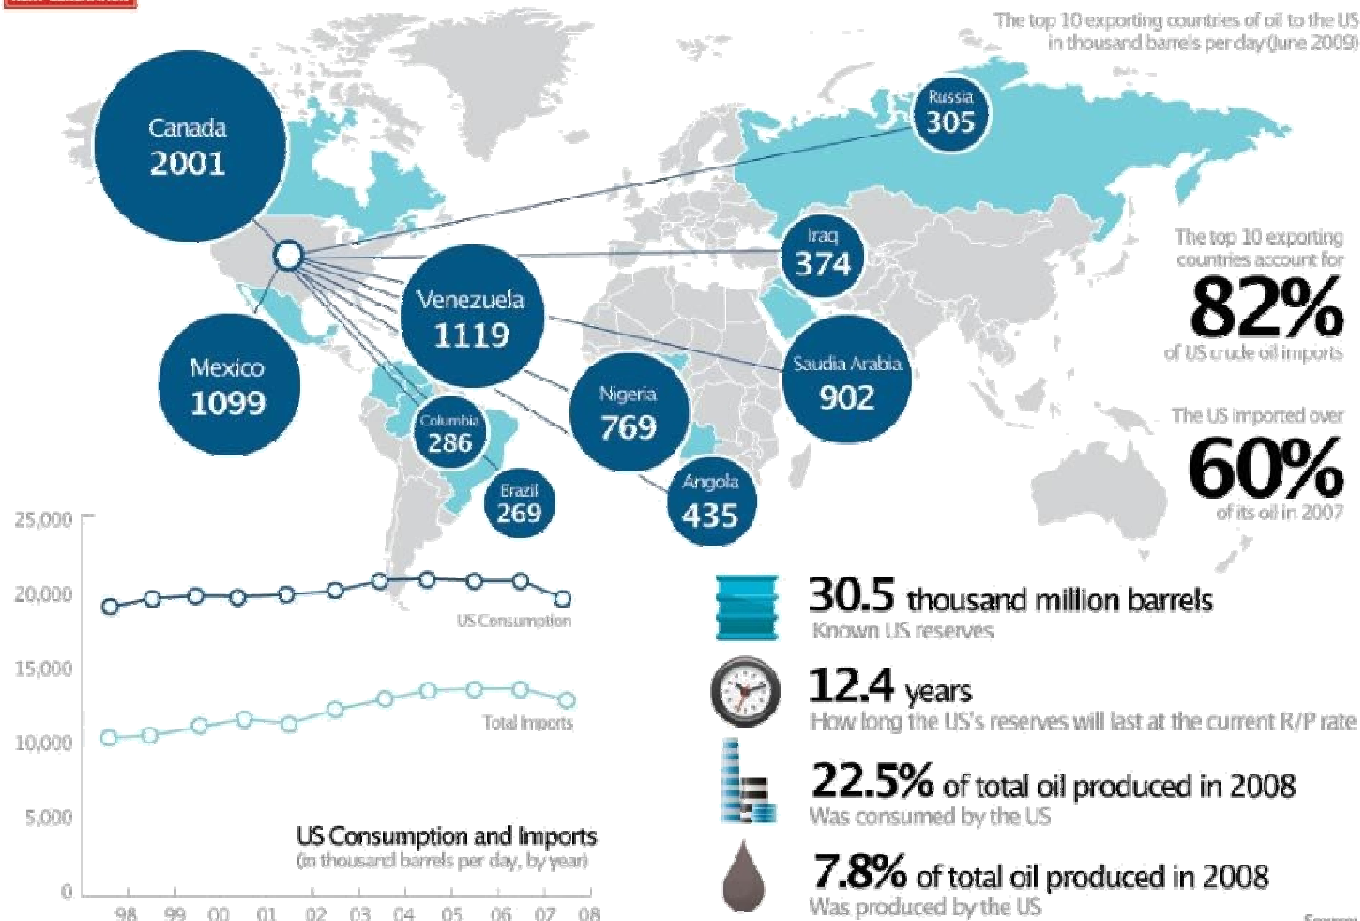 The top 10 exporting countries of oil to the US
in thousand barrels per day (June 2009)
Russia
305
Canada
2001
Iraq
374
The top 10 exporting
countries account for
82%
of US crude oil imports
Venezuela
1119
Mexico
1099
Saudia Arabia
902
Nigeria
769
Columbia
286
The US imported over
60%
of its oil in 2007
Angola
435
Brazil
269
25,000
20,000
15,000
10,000
5,000
0
US Consumption
Total Imports
US Consumption and Imports
(in thousand barrels per day, by year)
98 99 00 01 02 03 04 05 06 07 08
30.5 thousand million barrels
Known US reserves
12.4 years
How long the US's reserves will last at the current R/P rate
22.5% of total oil produced in 2008
Was consumed by the US
7.8% of total oil produced in 2008
Was produced by the US